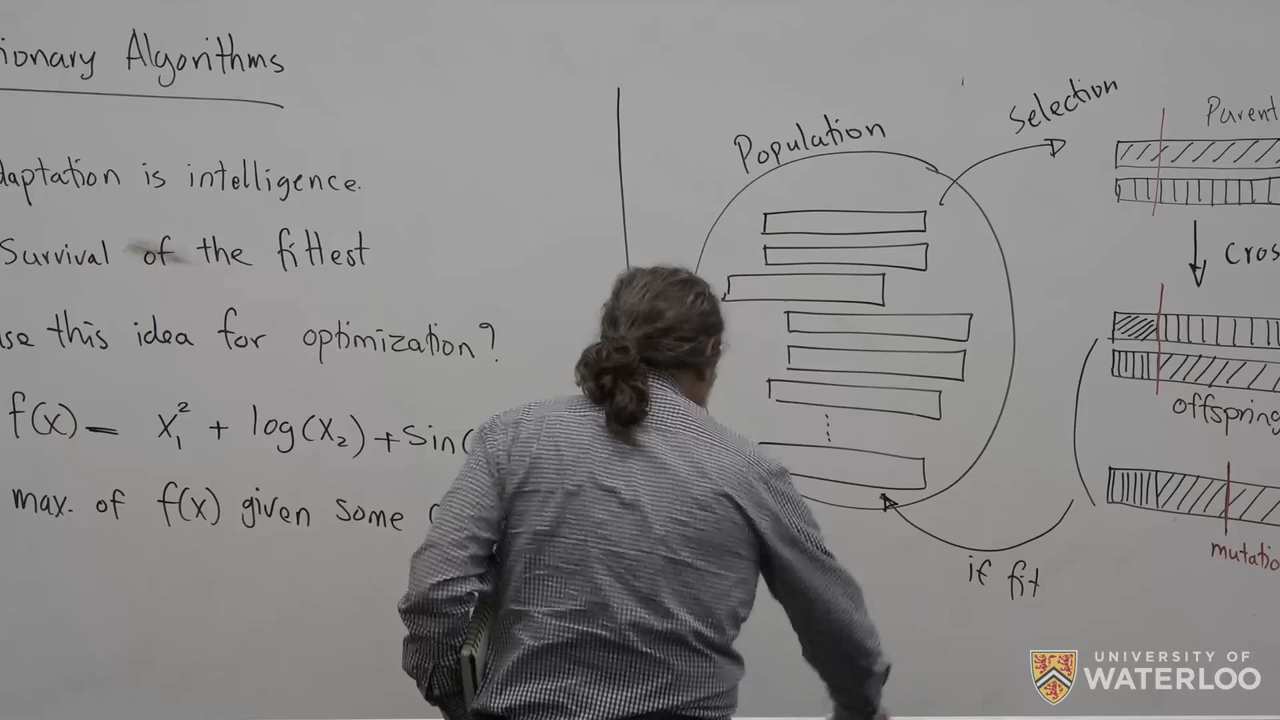 ionary Algorithms
daptation is intelligence.
Survival of the fittest
use this idea for optimization?
f(x) = x₁² + log(x₂) + Sin(
max. of f(x) given some
Population
Selection
if fit
Parent
Cros
offspring
mutatio
UNIVERSITY OF
WATERLOO